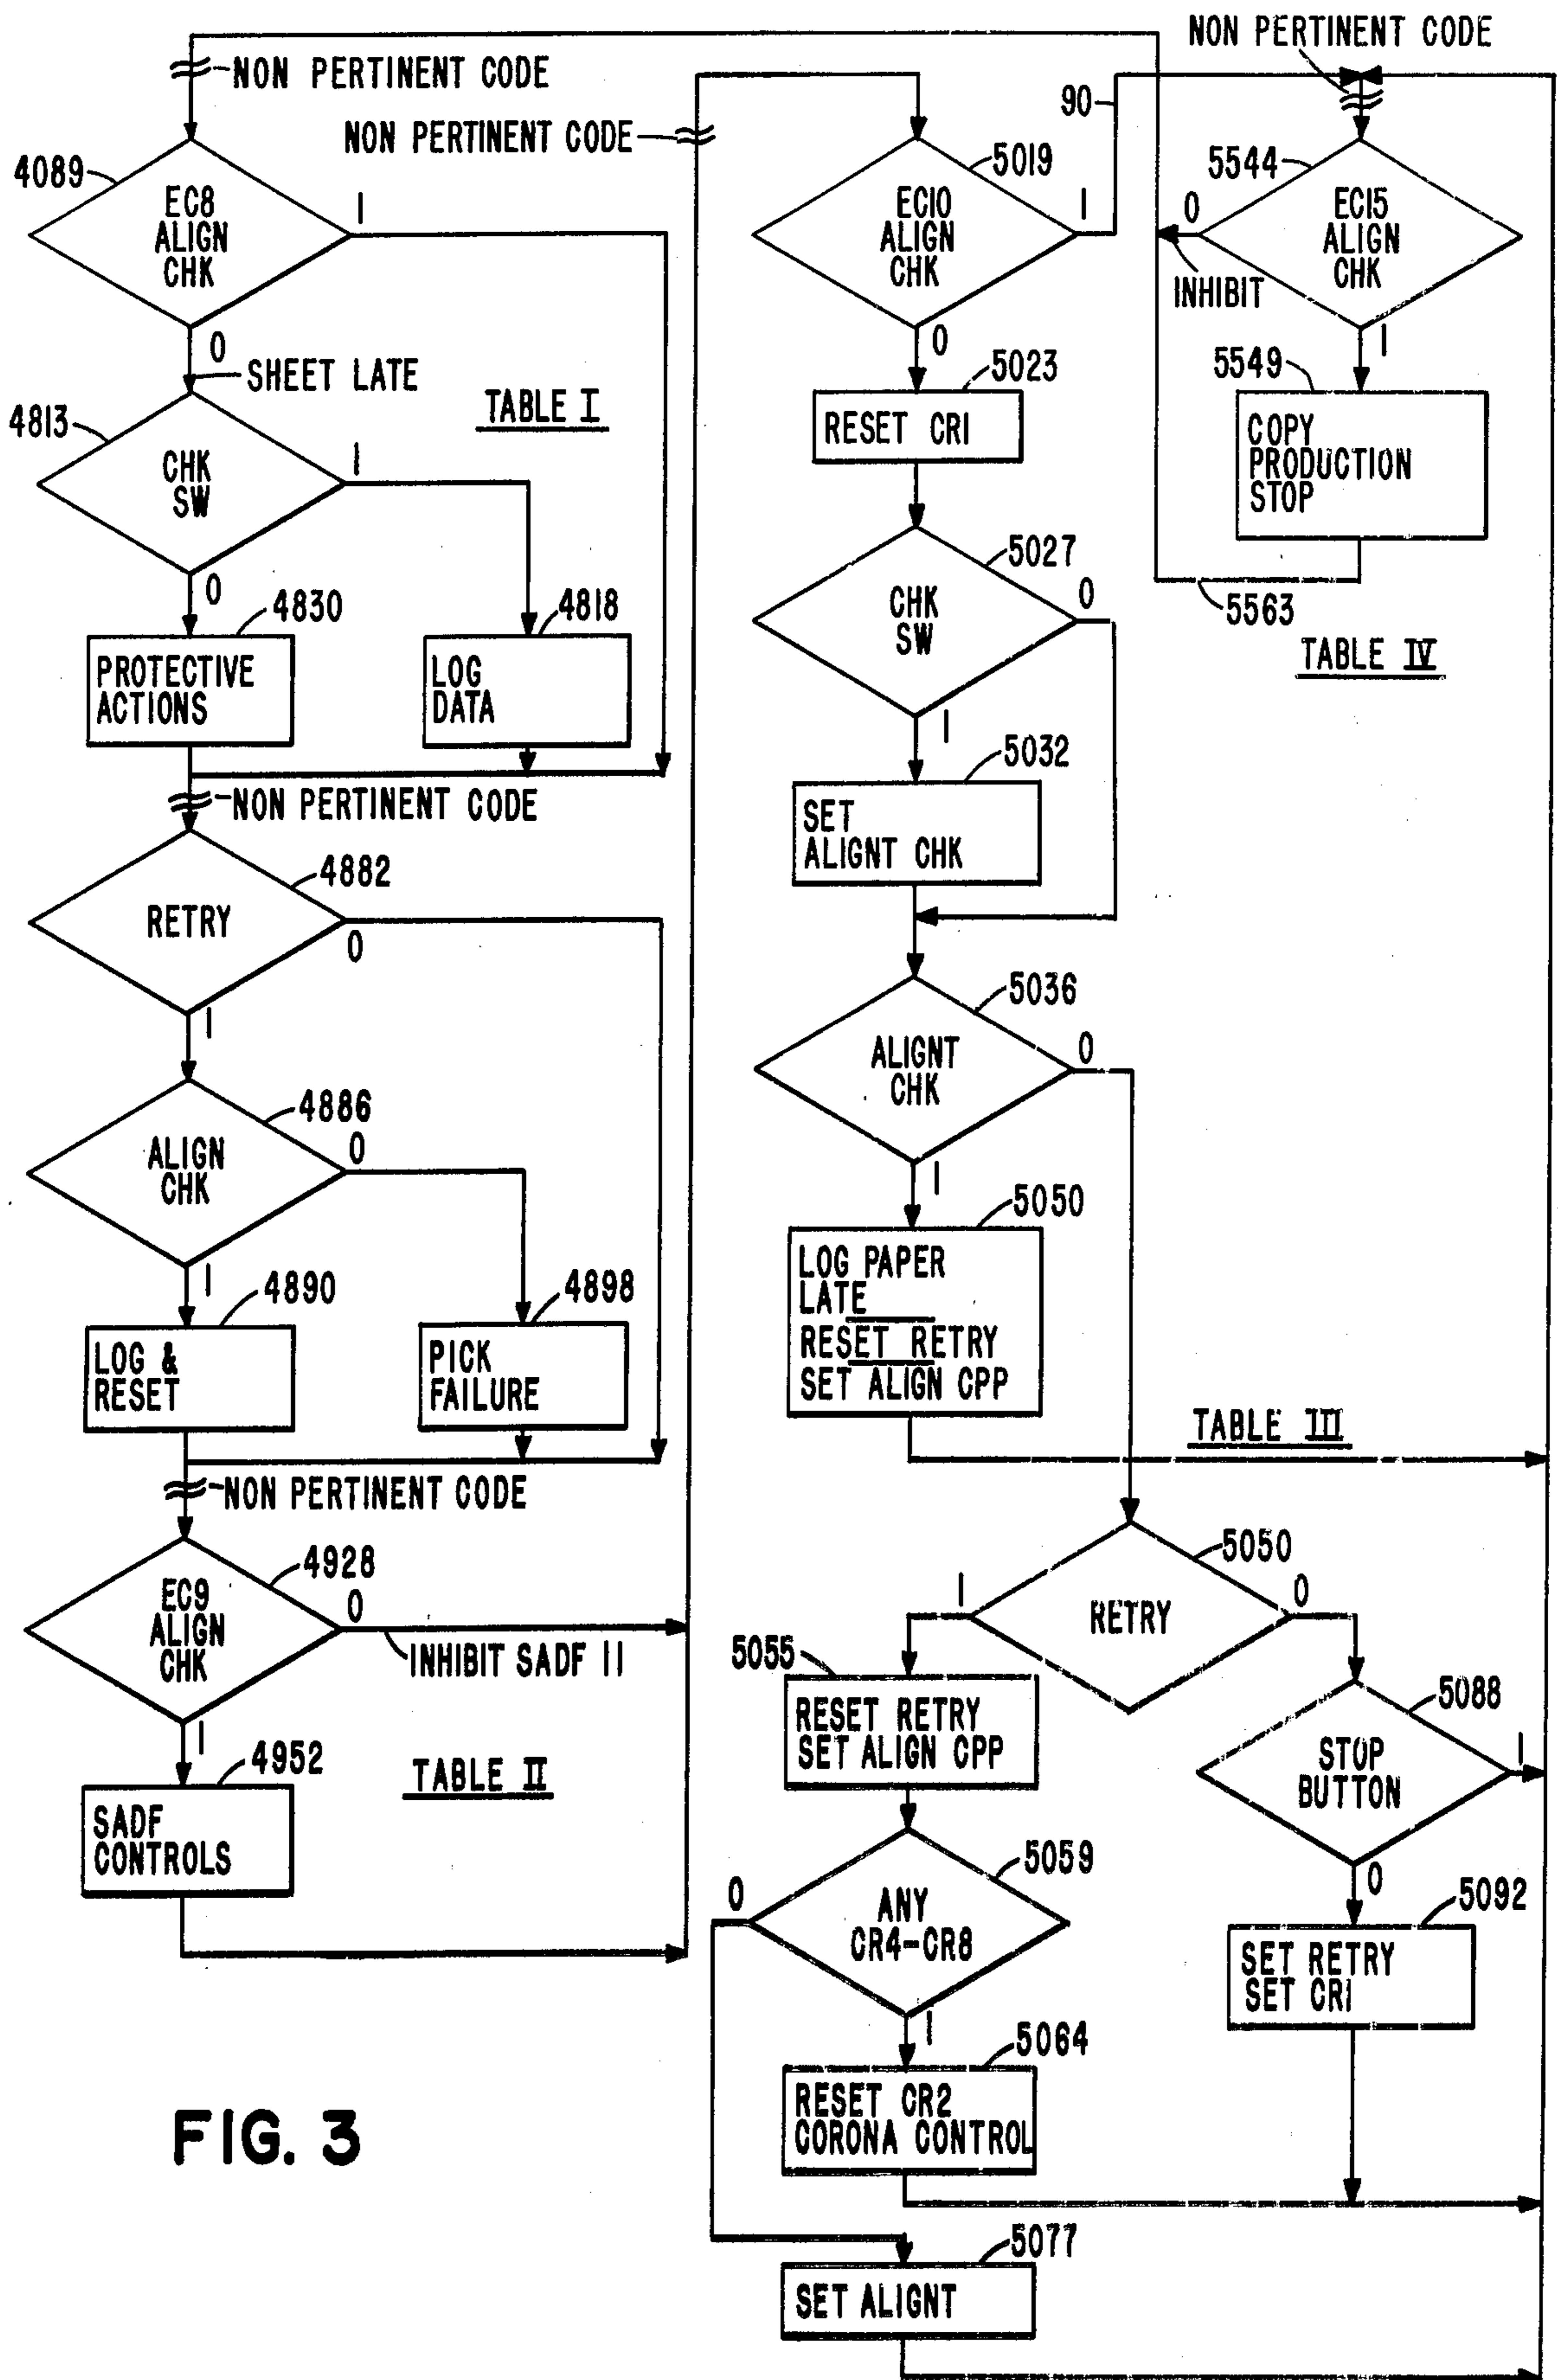 NON PERTINENT CODE
4089
EC8
ALIGN
CHK
1
0
SHEET LATE
TABLE I
4813
CHK
SW
1
0
4830
PROTECTIVE
ACTIONS
4818
LOG
DATA
NON PERTINENT CODE
4882
RETRY
0
1
4886
ALIGN
CHK
0
1
4890
LOG &
RESET
4898
PICK
FAILURE
NON PERTINENT CODE
4928
EC9
ALIGN
CHK
0
INHIBIT SADF 11
1
4952
SADF
CONTROLS
TABLE II
FIG. 3
NON PERTINENT CODE
5019
EC10
ALIGN
CHK
1
90
0
5023
RESET CR1
5027
CHK
SW
0
1
5032
SET
ALIGNT CHK
5036
ALIGNT
CHK
0
1
5050
LOG PAPER
LATE
RESET RETRY
SET ALIGN CPP
TABLE III
5050
RETRY
1
0
5055
RESET RETRY
SET ALIGN CPP
5059
ANY
CR4-CR8
0
1
5064
RESET CR2
CORONA CONTROL
5077
SET ALIGNT
5088
STOP
BUTTON
1
0
5092
SET RETRY
SET CR1
NON PERTINENT CODE
5544
EC15
ALIGN
CHK
0
INHIBIT
1
5549
COPY
PRODUCTION
STOP
5563
TABLE IV